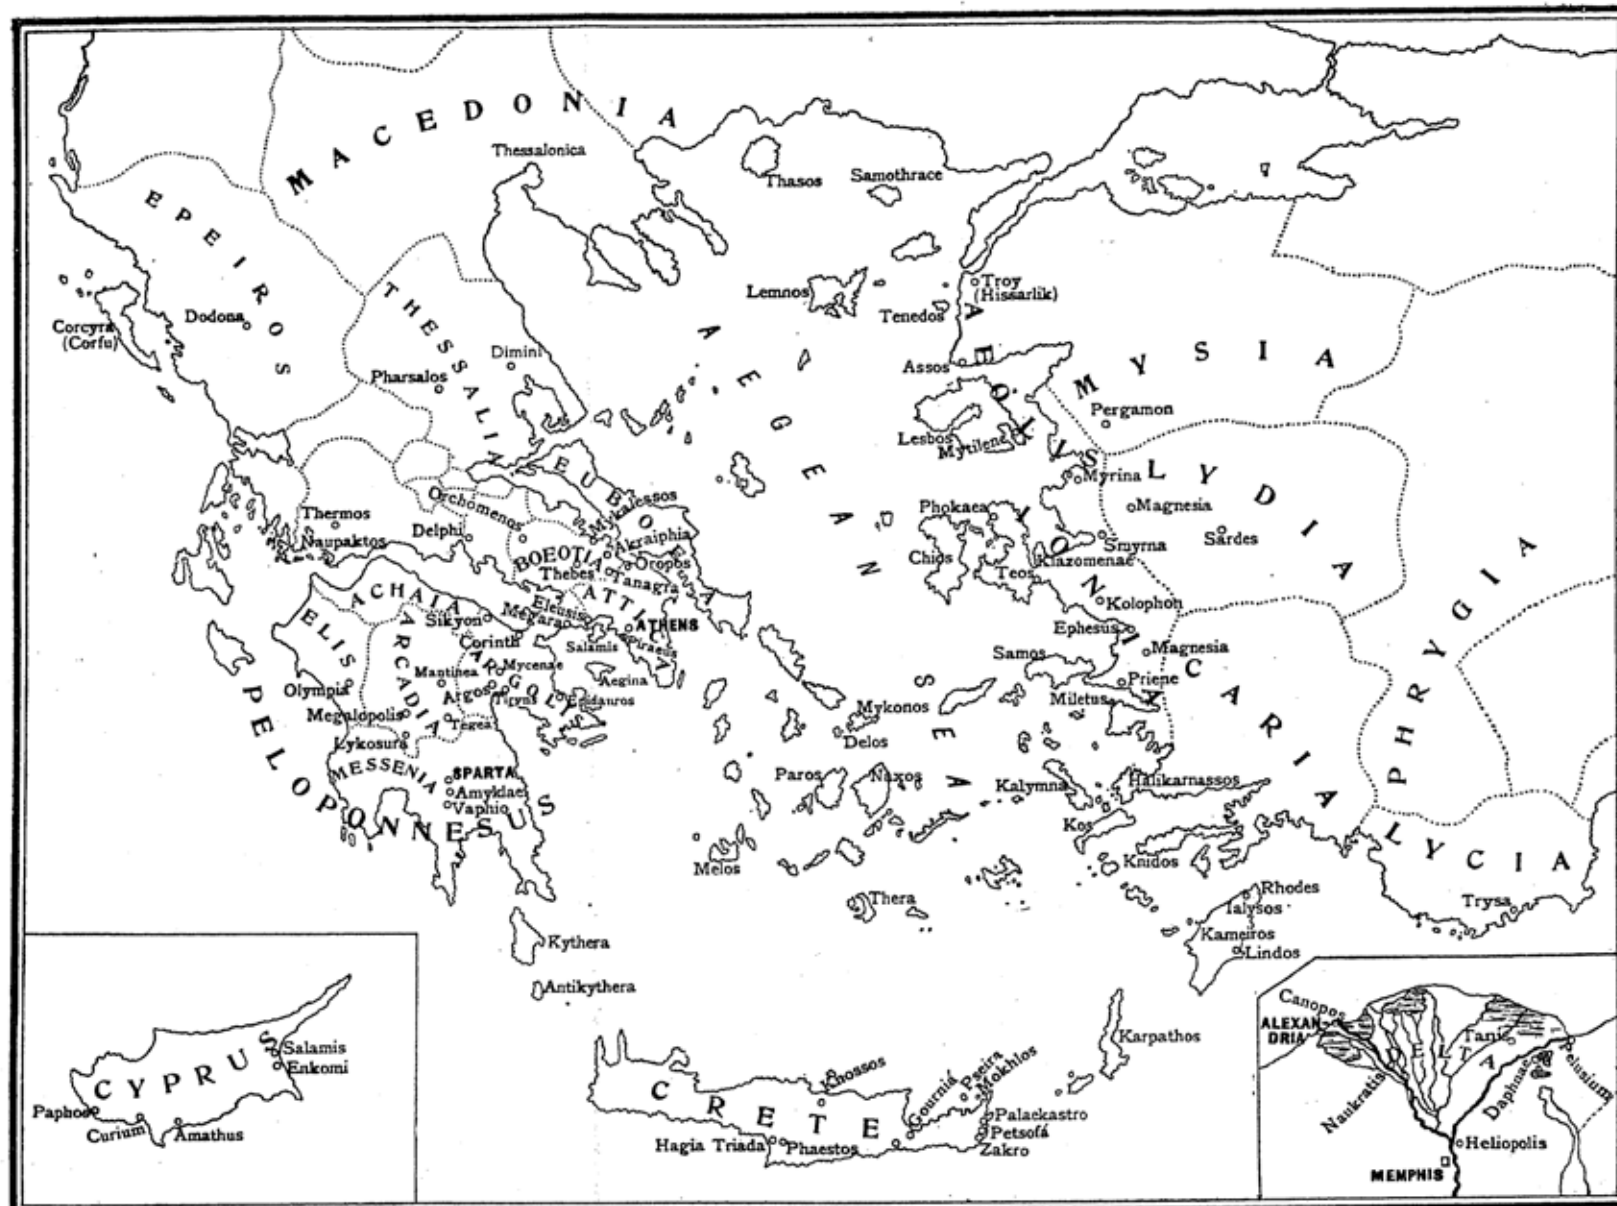 MACEDONIA
Thessalonica
Thasos
Samothrace
EPEIROS
Corcyra
(Corfu)
Dodona
THESSALIA
Dimini
Pharsalos
Lemnos
Tenedos
Troy
(Hissarlik)
AEGEAN SEA
Assos
AEOLIS
MYSIA
Pergamon
Lesbos
Mytilene
EUBOEA
Myrina
LYDIA
Magnesia
Sardes
Smyrna
Phokaea
Chios
Teos
Klazomenae
IONIA
Kolophon
Ephesus
Magnesia
Priene
Samos
Miletus
CARIA
PHRYGIA
LYCIA
Trysa
Thermos
Naupaktos
Delphi
Orchomenos
Mykalessos
Akraiphia
BOEOTIA
Oropos
Thebes
Tanagra
ATTICA
Eleusis
Megara
ATHENS
Piraeus
Salamis
Aegina
ACHAIA
Sikyon
Corinth
ELIS
ARCADIA
ARGOLIS
Mantinea
Mycenae
Argos
Tiryns
Epidauros
Olympia
Megalopolis
Tegea
Lykosura
MESSENIA
SPARTA
Amyklae
Vaphio
PELOPONNESUS
Mykonos
Delos
Paros
Naxos
Melos
Thera
Kalymna
Halikarnassos
Kos
Knidos
Rhodes
Ialysos
Kameiros
Lindos
Kythera
Antikythera
Karpathos
CRETE
Knossos
Gourniá
Pseira
Mokhlos
Palaekastro
Petsofá
Zakro
Hagia Triada
Phaestos
CYPRUS
Salamis
Enkomi
Paphos
Curium
Amathus
Canopos
ALEXAN-
DRIA
DELTA
Tanis
Naukratis
Daphnae
Pelusium
Heliopolis
MEMPHIS